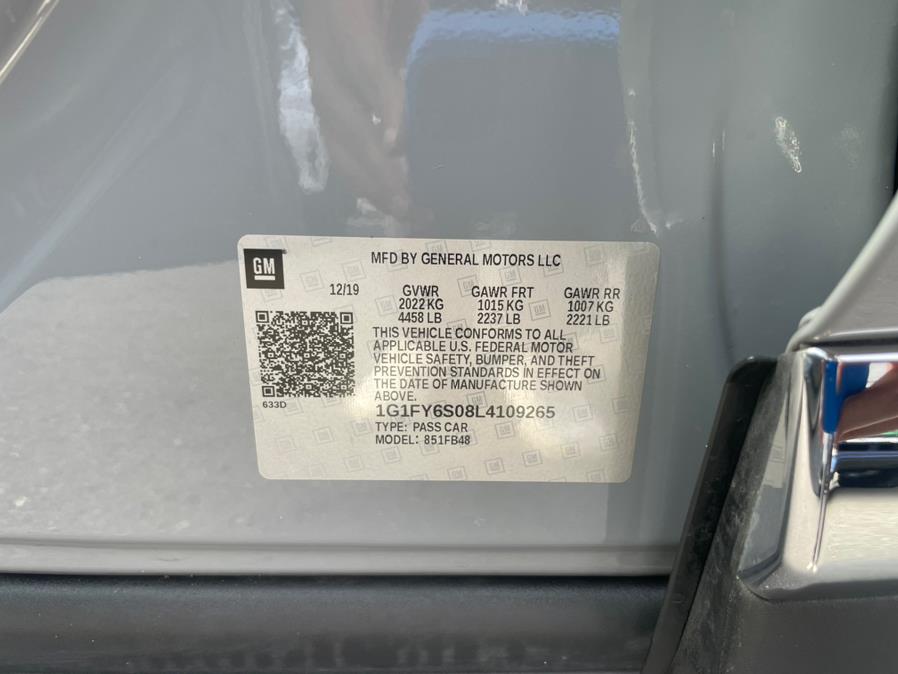 GM
MFD BY GENERAL MOTORS LLC
12/19 GVWR GAWR FRT GAWR RR
2022 KG 1015 KG 1007 KG
4458 LB 2237 LB 2221 LB
THIS VEHICLE CONFORMS TO ALL
APPLICABLE U.S. FEDERAL MOTOR
VEHICLE SAFETY, BUMPER, AND THEFT
PREVENTION STANDARDS IN EFFECT ON
THE DATE OF MANUFACTURE SHOWN
ABOVE.
633D
1G1FY6S08L4109265
TYPE: PASS CAR
MODEL: 851FB48